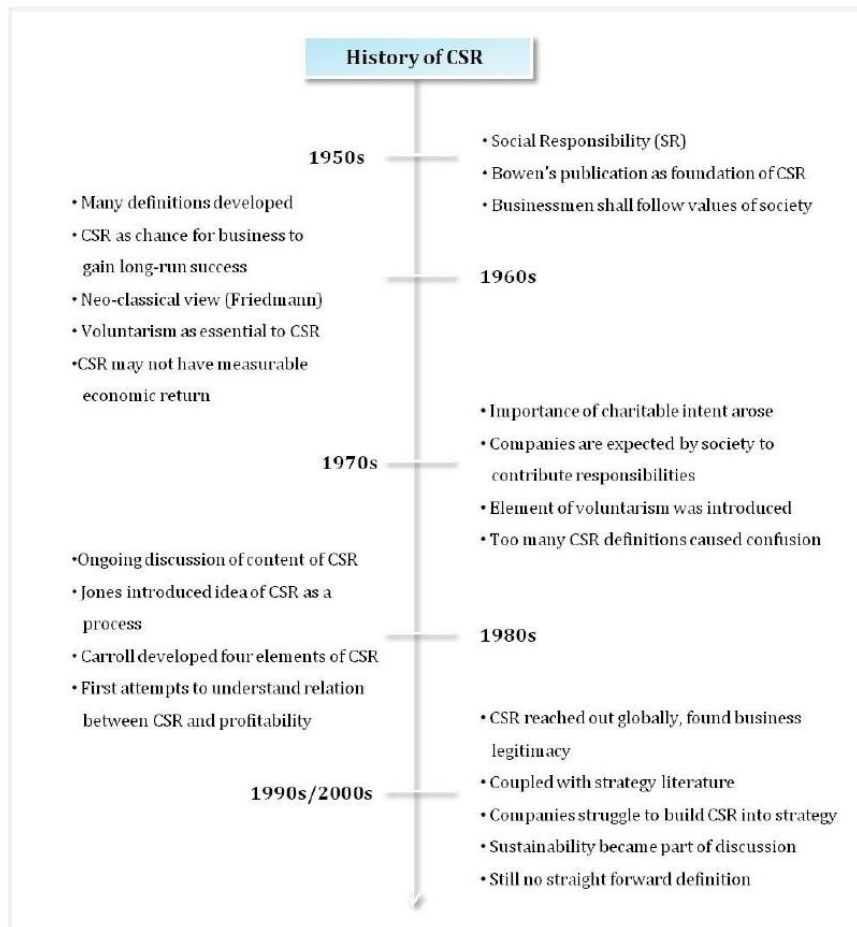 History of CSR
1950s
• Social Responsibility (SR)
• Bowen's publication as foundation of CSR
• Businessmen shall follow values of society
• Many definitions developed
• CSR as chance for business to
gain long-run success
• Neo-classical view (Friedmann)
• Voluntarism as essential to CSR
•CSR may not have measurable
economic return
1960s
1970s
• Importance of charitable intent arose
• Companies are expected by society to
contribute responsibilities
• Element of voluntarism was introduced
• Too many CSR definitions caused confusion
•Ongoing discussion of content of CSR
• Jones introduced idea of CSR as a
process
• Carroll developed four elements of CSR
• First attempts to understand relation
between CSR and profitability
1980s
1990s/2000s
• CSR reached out globally, found business
legitimacy
• Coupled with strategy literature
• Companies struggle to build CSR into strategy
• Sustainability became part of discussion
• Still no straight forward definition